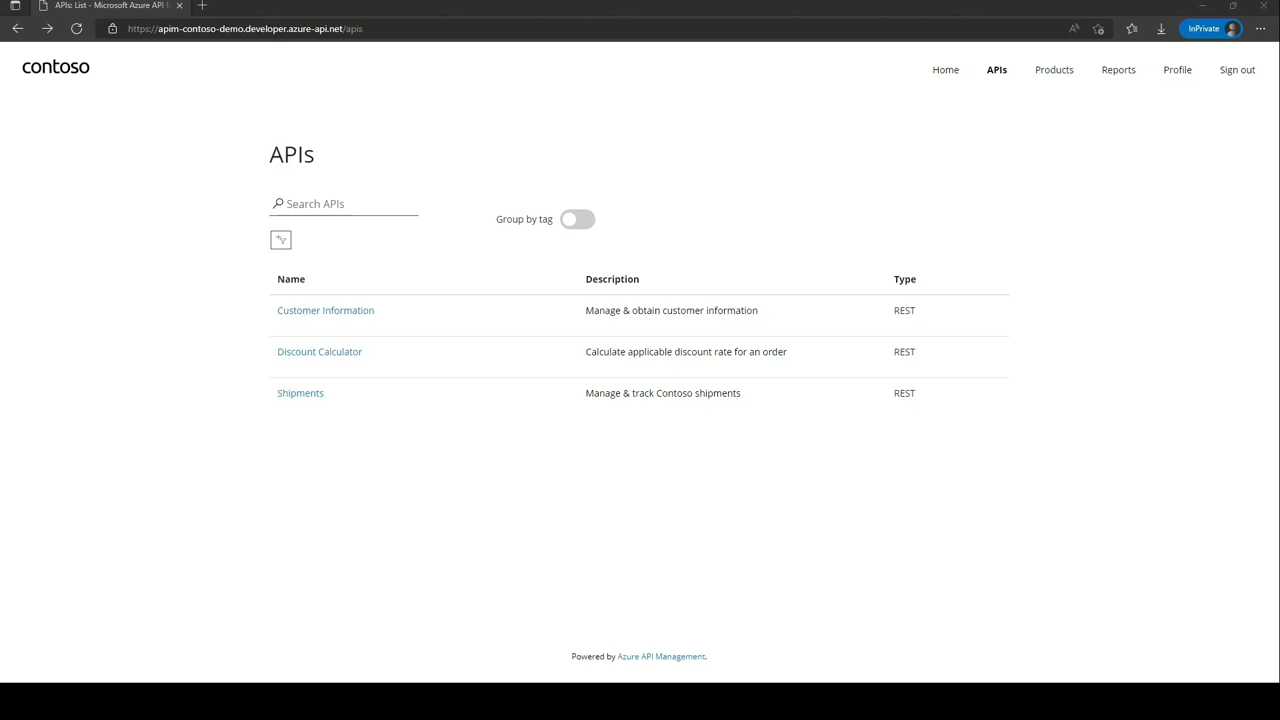 APIs: List - Microsoft Azure API
https://apim-contoso-demo.developer.azure-api.net/apis
InPrivate
contoso
Home APIs Products Reports Profile Sign out
APIs
Search APIs
Group by tag
Name Description Type
Customer Information Manage & obtain customer information REST
Discount Calculator Calculate applicable discount rate for an order REST
Shipments Manage & track Contoso shipments REST
Powered by Azure API Management.